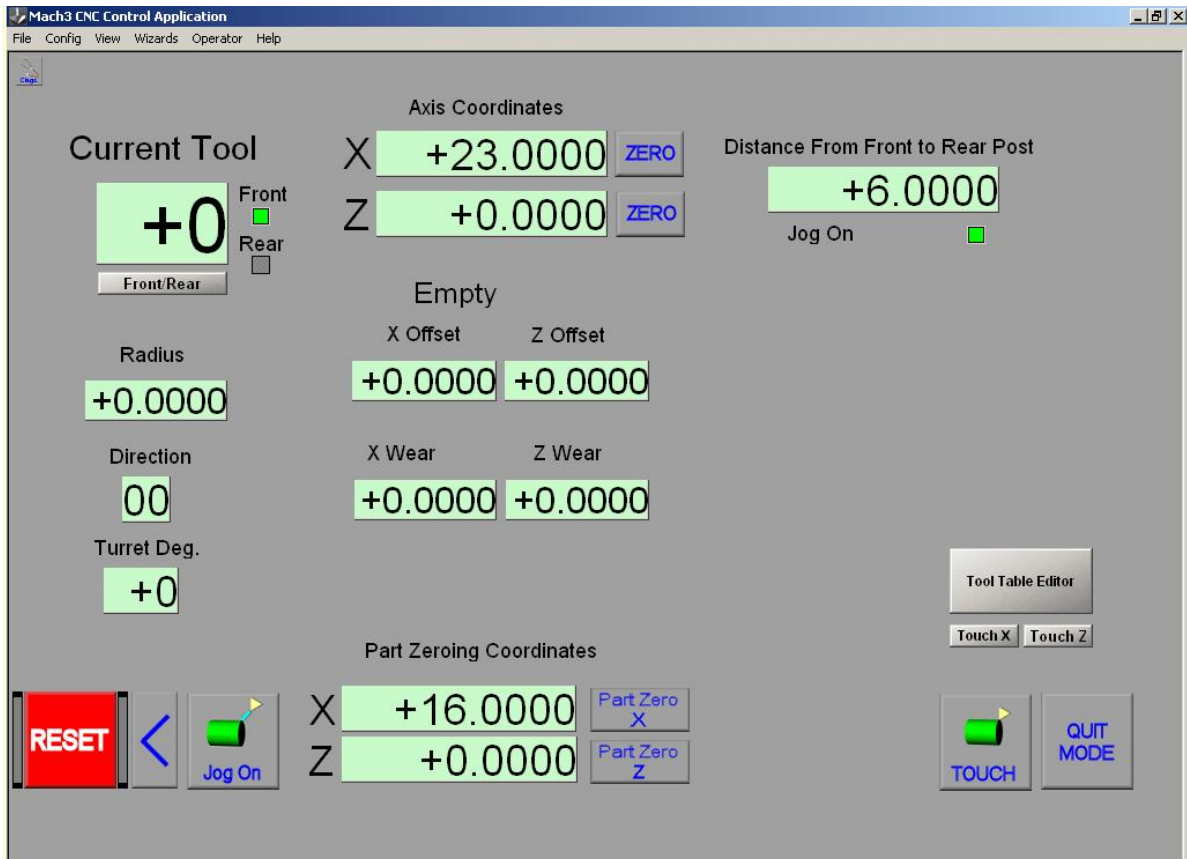 Mach3 CNC Control Application
File Config View Wizards Operator Help
Diags
Axis Coordinates
Current Tool
X +23.0000 ZERO
Distance From Front to Rear Post
+6.0000
+0
Front
Z +0.0000 ZERO
Rear
Jog On
Front/Rear
Empty
X Offset Z Offset
Radius
+0.0000 +0.0000
+0.0000
X Wear Z Wear
Direction
+0.0000 +0.0000
00
Turret Deg.
+0
Tool Table Editor
Touch X Touch Z
Part Zeroing Coordinates
X +16.0000 Part Zero
X
RESET
<
Jog On
Z +0.0000 Part Zero
Z
TOUCH
QUIT
MODE